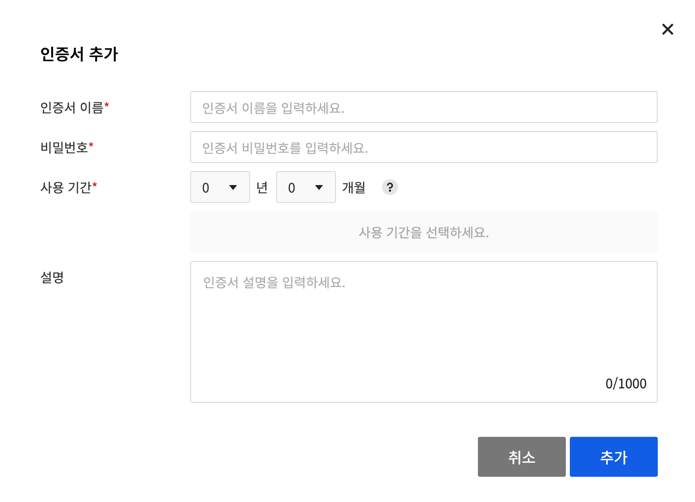 인증서 추가
인증서 이름* 인증서 이름을 입력하세요.
비밀번호* 인증서 비밀번호를 입력하세요.
사용 기간* 0 년 0 개월 ?
사용 기간을 선택하세요.
설명 인증서 설명을 입력하세요.
0/1000
취소 추가